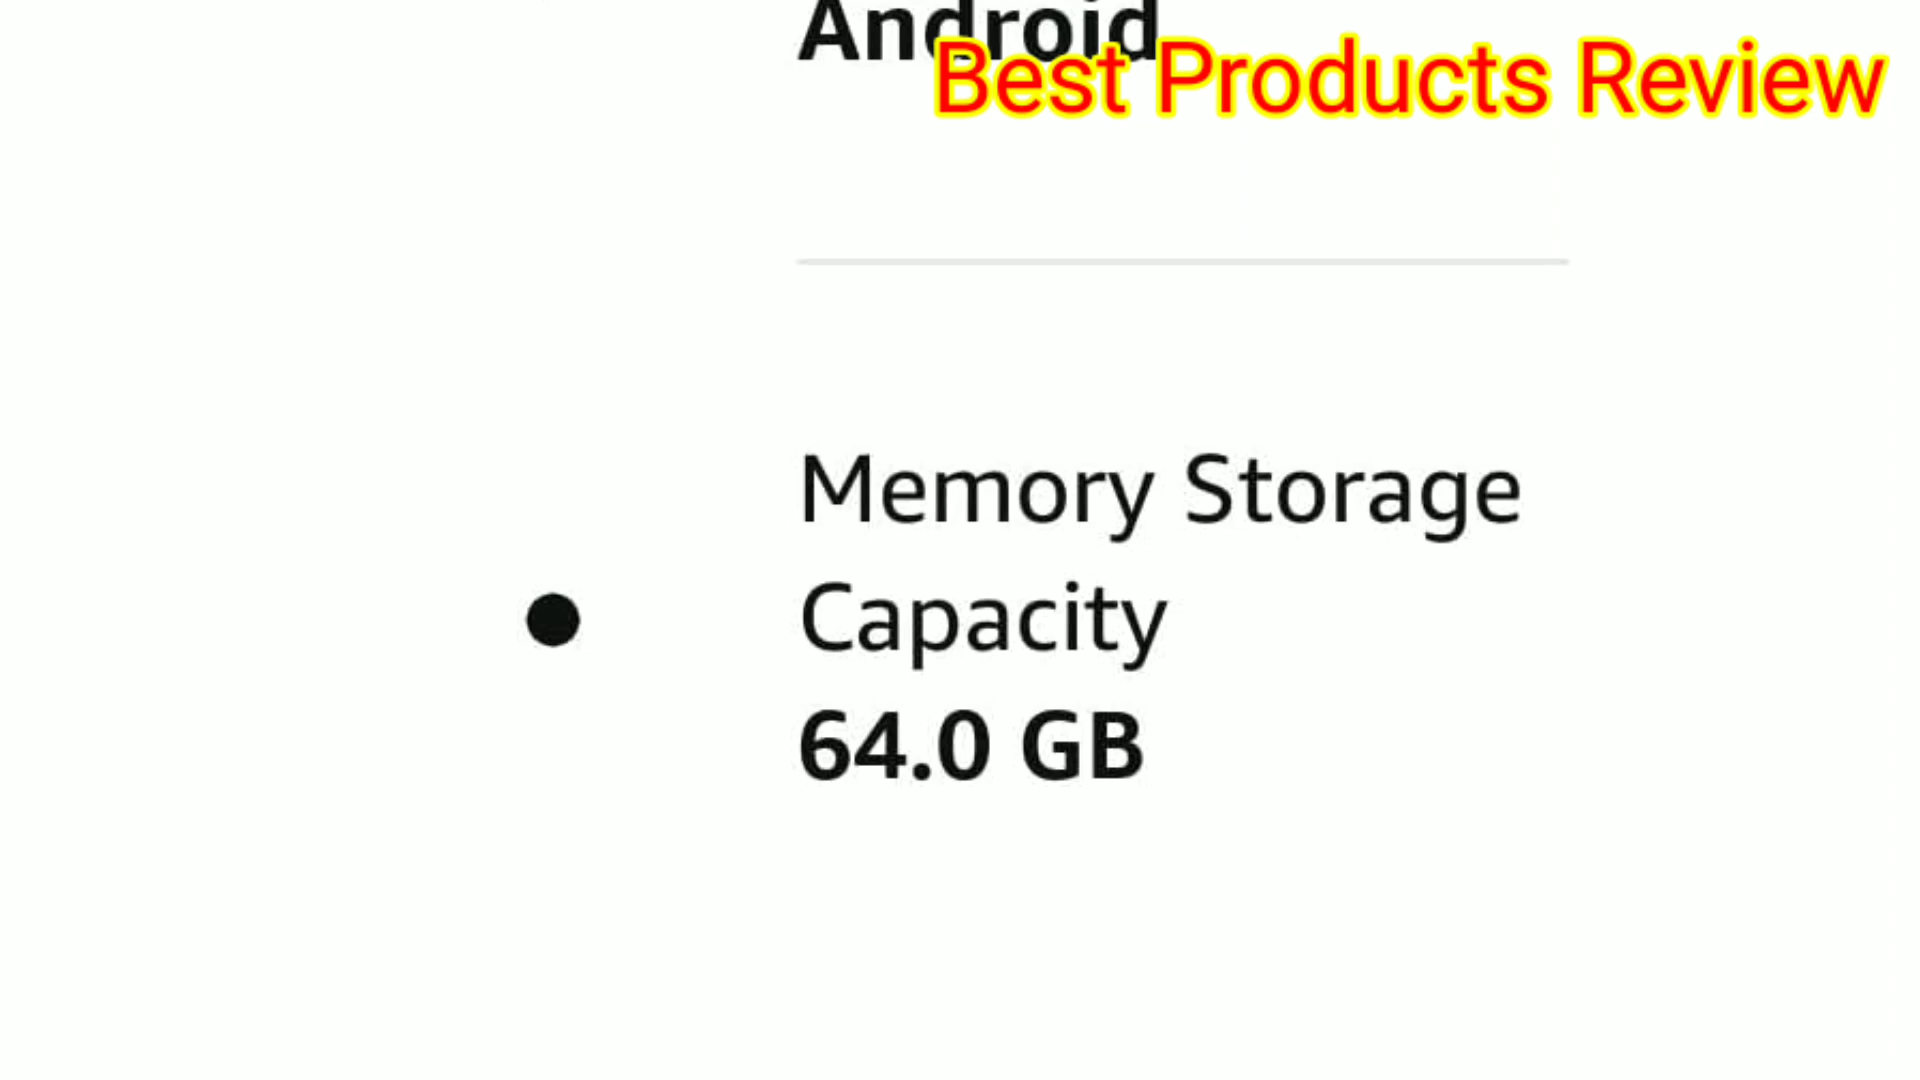 Android
Best Products Review
Memory Storage
Capacity
64.0 GB